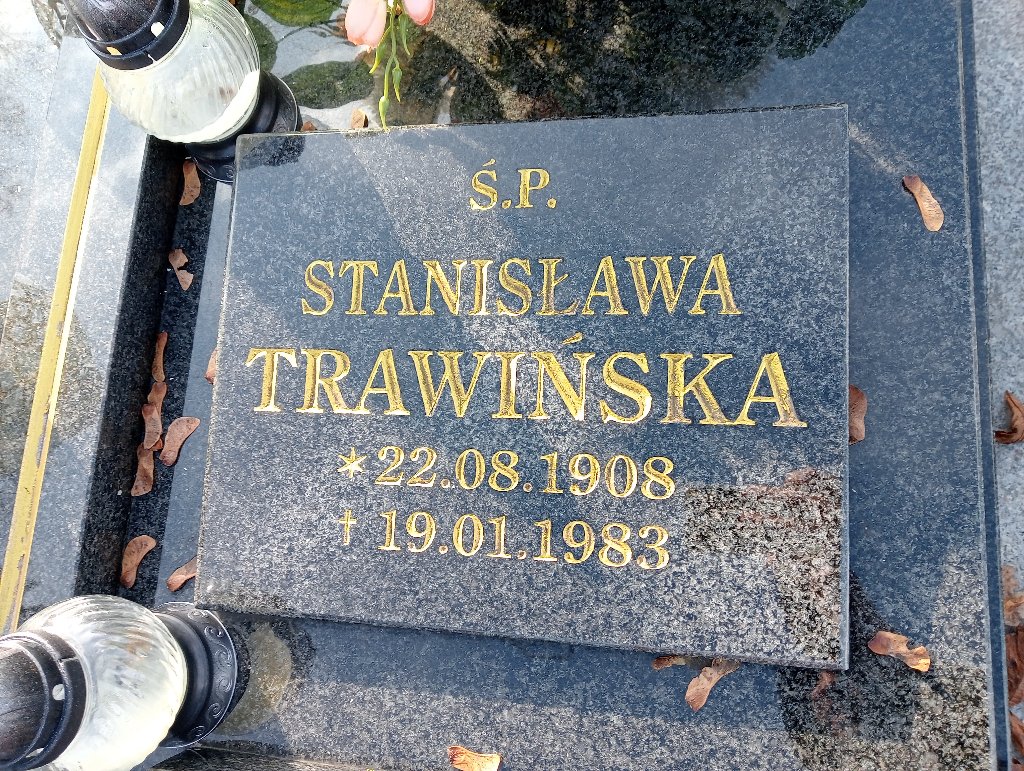 Ś.P.
STANISŁAWA
TRAWIŃSKA
*22.08.1908
†19.01.1983